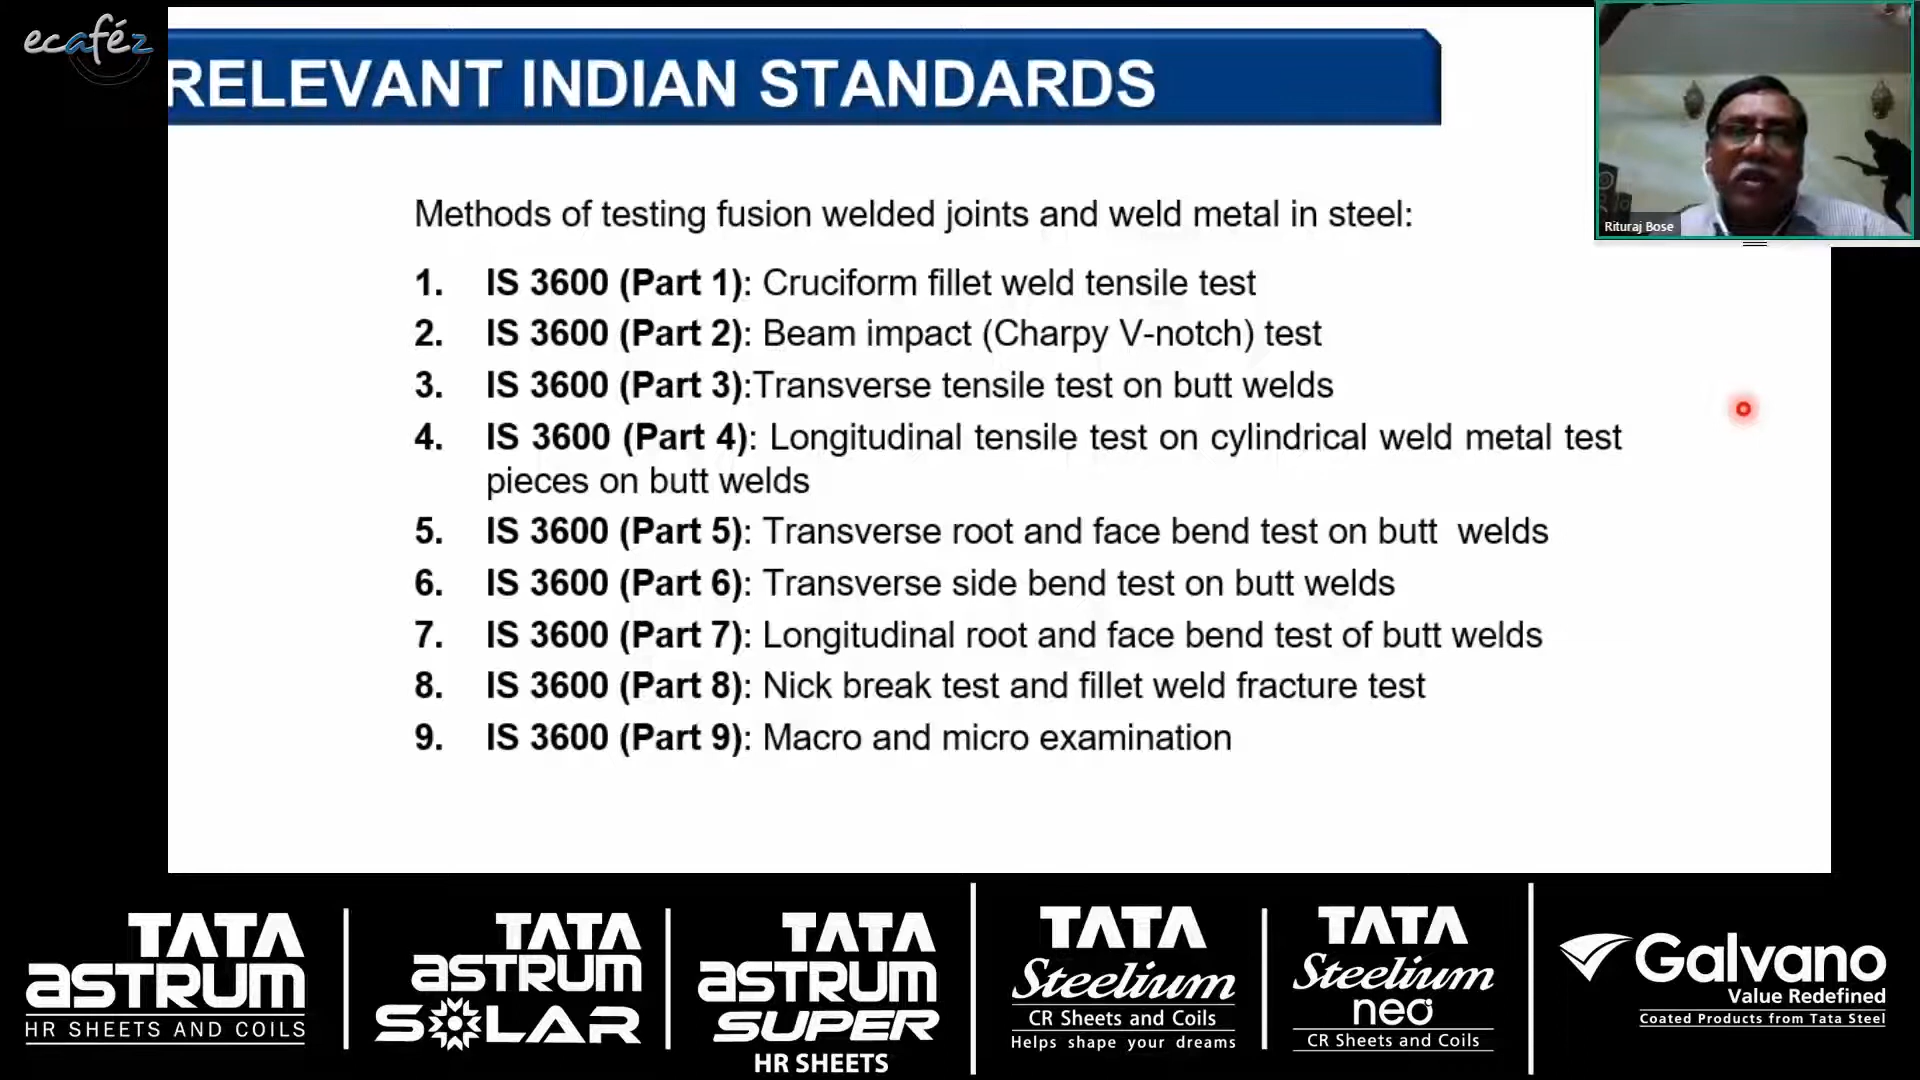 ecaféz
RELEVANT INDIAN STANDARDS
Rituraj Bose
Methods of testing fusion welded joints and weld metal in steel:
1. IS 3600 (Part 1): Cruciform fillet weld tensile test
2. IS 3600 (Part 2): Beam impact (Charpy V-notch) test
3. IS 3600 (Part 3):Transverse tensile test on butt welds
4. IS 3600 (Part 4): Longitudinal tensile test on cylindrical weld metal test
pieces on butt welds
5. IS 3600 (Part 5): Transverse root and face bend test on butt welds
6. IS 3600 (Part 6): Transverse side bend test on butt welds
7. IS 3600 (Part 7): Longitudinal root and face bend test of butt welds
8. IS 3600 (Part 8): Nick break test and fillet weld fracture test
9. IS 3600 (Part 9): Macro and micro examination
TATA
aSTRUM
HR SHEETS AND COILS
TATA
aSTRUM
SOLAR
TATA
aSTRUM
SUPER
HR SHEETS
TATA
Steelium
CR Sheets and Coils
Helps shape your dreams
TATA
Steelium
neo
CR Sheets and Coils
Galvano
Value Redefined
Coated Products from Tata Steel